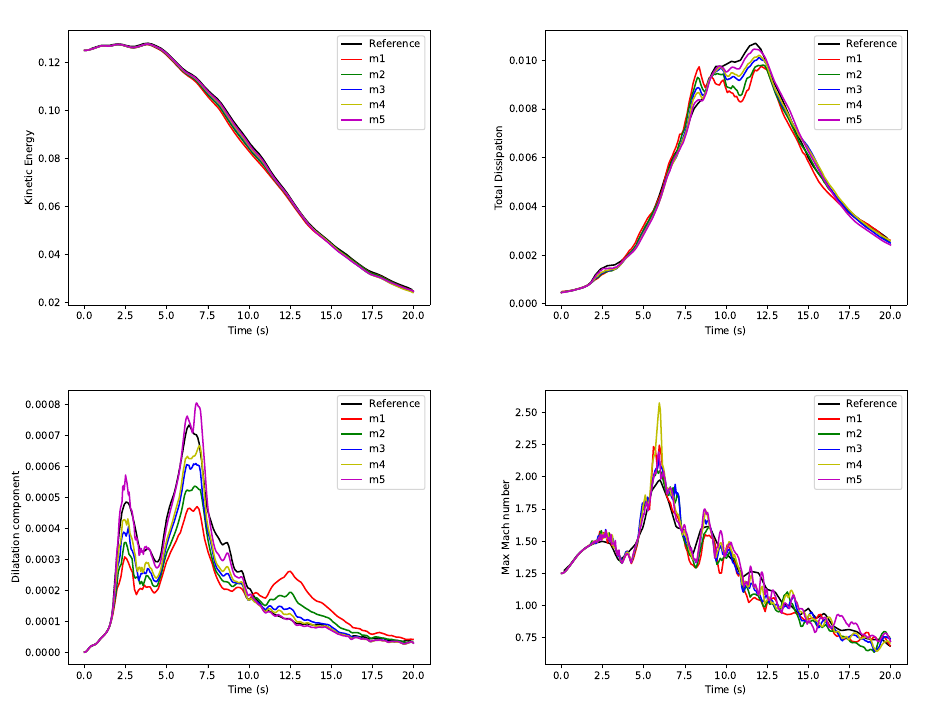 0.12
0.10
0.08
0.06
0.04
0.02
Kinetic Energy
0.0 2.5 5.0 7.5 10.0 12.5 15.0 17.5 20.0
Time (s)
Reference
m1
m2
m3
m4
m5
0.010
0.008
0.006
0.004
0.002
0.000
Total Dissipation
0.0 2.5 5.0 7.5 10.0 12.5 15.0 17.5 20.0
Time (s)
Reference
m1
m2
m3
m4
m5
0.0008
0.0007
0.0006
0.0005
0.0004
0.0003
0.0002
0.0001
0.0000
Dilatation component
0.0 2.5 5.0 7.5 10.0 12.5 15.0 17.5 20.0
Time (s)
Reference
m1
m2
m3
m4
m5
2.50
2.25
2.00
1.75
1.50
1.25
1.00
0.75
Max Mach number
0.0 2.5 5.0 7.5 10.0 12.5 15.0 17.5 20.0
Time (s)
Reference
m1
m2
m3
m4
m5